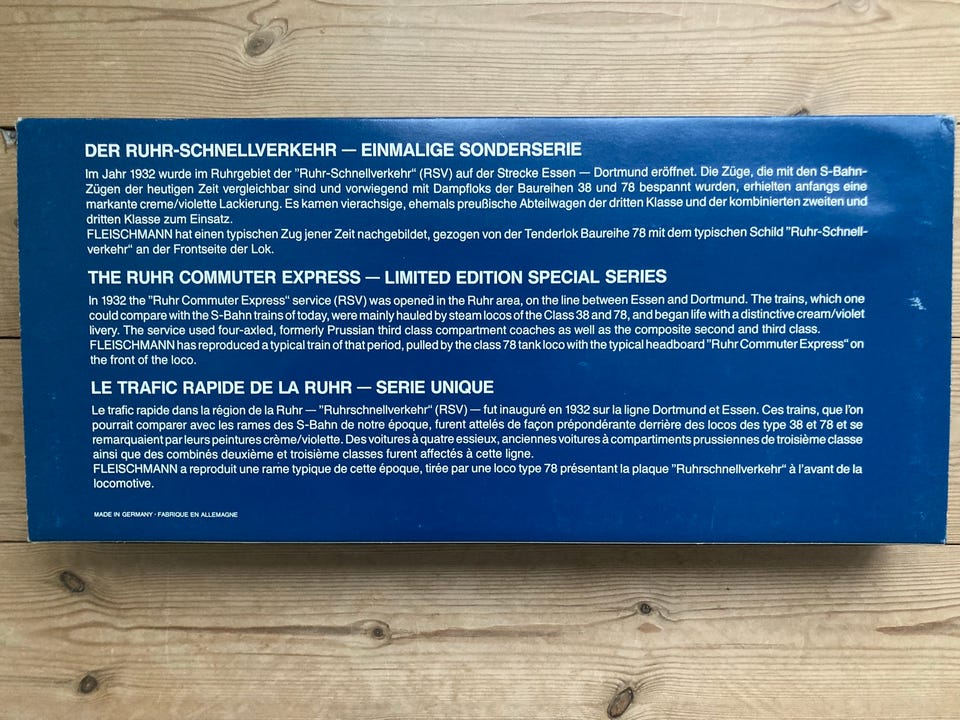 DER RUHR-SCHNELLVERKEHR — EINMALIGE SONDERSERIE
Im Jahr 1932 wurde im Ruhrgebiet der "Ruhr-Schnellverkehr“ (RSV) auf der Strecke Essen — Dortmund eröffnet. Die Züge, die mit den S-Bahn-
Zügen der heutigen Zeit vergleichbar sind und vorwiegend mit Dampfloks der Baureihen 38 und 78 bespannt wurden, erhielten anfangs eine
markante creme/violette Lackierung. Es kamen vierachsige, ehemals preußische Abteilwagen der dritten Klasse und der kombinierten zweiten und
dritten Klasse zum Einsatz.
FLEISCHMANN hat einen typischen Zug jener Zeit nachgebildet, gezogen von der Tenderlok Baureihe 78 mit dem typischen Schild "Ruhr-Schnell-
verkehr“ an der Frontseite der Lok.
THE RUHR COMMUTER EXPRESS — LIMITED EDITION SPECIAL SERIES
In 1932 the "Ruhr Commuter Express“ service (RSV) was opened in the Ruhr area, on the line between Essen and Dortmund. The trains, which one
could compare with the S-Bahn trains of today, were mainly hauled by steam locos of the Class 38 and 78, and began life with a distinctive cream/violet
livery. The service used four-axled, formerly Prussian third class compartment coaches as well as the composite second and third class.
FLEISCHMANN has reproduced a typical train of that period, pulled by the class 78 tank loco with the typical headboard "Ruhr Commuter Express“ on
the front of the loco.
LE TRAFIC RAPIDE DE LA RUHR — SERIE UNIQUE
Le trafic rapide dans la région de la Ruhr — "Ruhrschnellverkehr“ (RSV) — fut inauguré en 1932 sur la ligne Dortmund et Essen. Ces trains, que l'on
pourrait comparer avec les rames des S-Bahn de notre époque, furent attelés de façon prépondérante derrière des locos des type 38 et 78 et se
remarquaient par leurs peintures crème/violette. Des voitures à quatre essieux, anciennes voitures à compartiments prussiennes de troisième classe
ainsi que des combinés deuxième et troisième classes furent affectés à cette ligne.
FLEISCHMANN a reproduit une rame typique de cette époque, tirée par une loco type 78 présentant la plaque "Ruhrschnellverkehr“ à l'avant de la
locomotive.
MADE IN GERMANY · FABRIQUE EN ALLEMAGNE